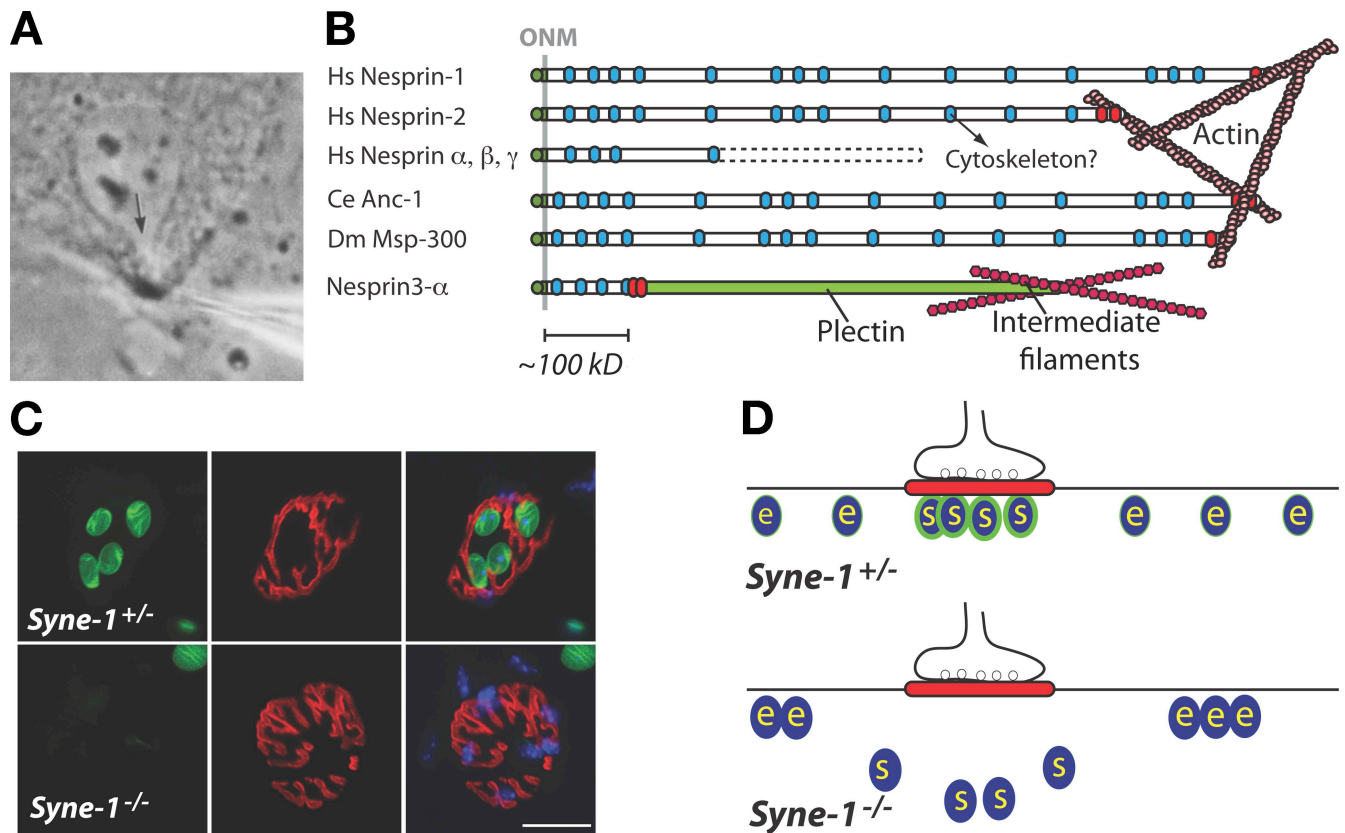 A
B
ONM
Hs Nesprin-1
Hs Nesprin-2
Hs Nesprin α, β, γ
Ce Anc-1
Dm Msp-300
Nesprin3-α
Actin
Cytoskeleton?
Plectin
Intermediate
filaments
~100 kD
C
Syne-1+/-
Syne-1-/-
D
e e s s s s e e e
Syne-1+/-
e e e e e
s s s s
Syne-1-/-